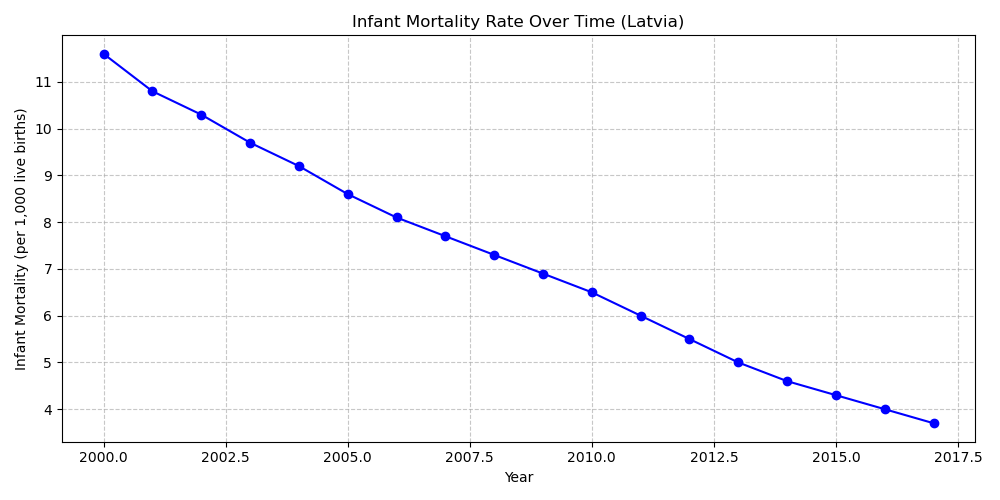 Infant Mortality Rate Over Time (Latvia)
Infant Mortality (per 1,000 live births)
11
10
9
8
7
6
5
4
2000.0 2002.5 2005.0 2007.5 2010.0 2012.5 2015.0 2017.5
Year